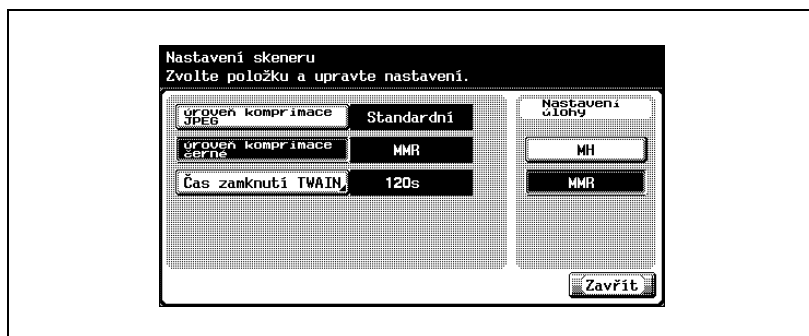 Nastavení skeneru
Zvolte položku a upravte nastavení.
úroveň komprimace
JPEG
Standardní
úroveň komprimace
černé
MMR
Čas zamknutí TWAIN
120s
Nastavení
úlohy
MH
MMR
Zavřít